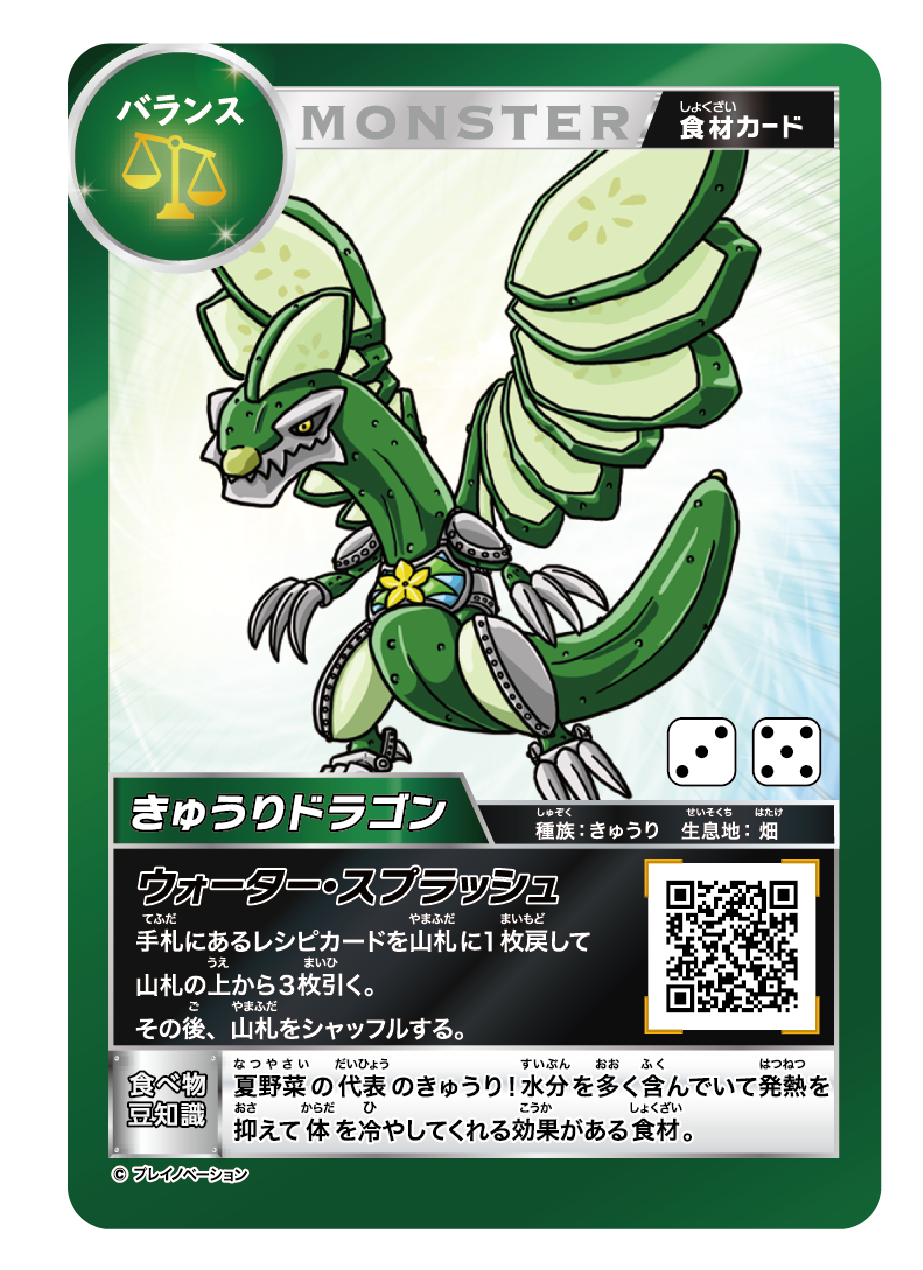 バランス
MONSTER
しょくざい
食材カード
きゅうりドラゴン
しゅぞく せいそくち はたけ
種族：きゅうり 生息地：畑
ウォーター・スプラッシュ
てふだ やまふだ まいもど
手札にあるレシピカードを山札に1枚戻して
うえ まいひ
山札の上から3枚引く。
ご やまふだ
その後、山札をシャッフルする。
食べ物
豆知識
なつやさい だいひょう すいぶん おお ふく はつねつ
夏野菜の代表のきゅうり！水分を多く含んでいて発熱を
おさ からだ ひ こうか しょくざい
抑えて体を冷やしてくれる効果がある食材。
© プレイノベーション